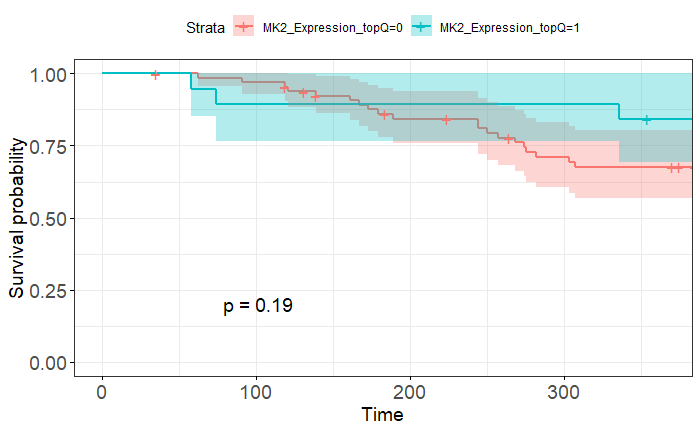 Strata MK2_Expression_topQ=0 MK2_Expression_topQ=1
Survival probability
1.00
0.75
0.50
0.25
0.00
p = 0.19
0 100 200 300
Time